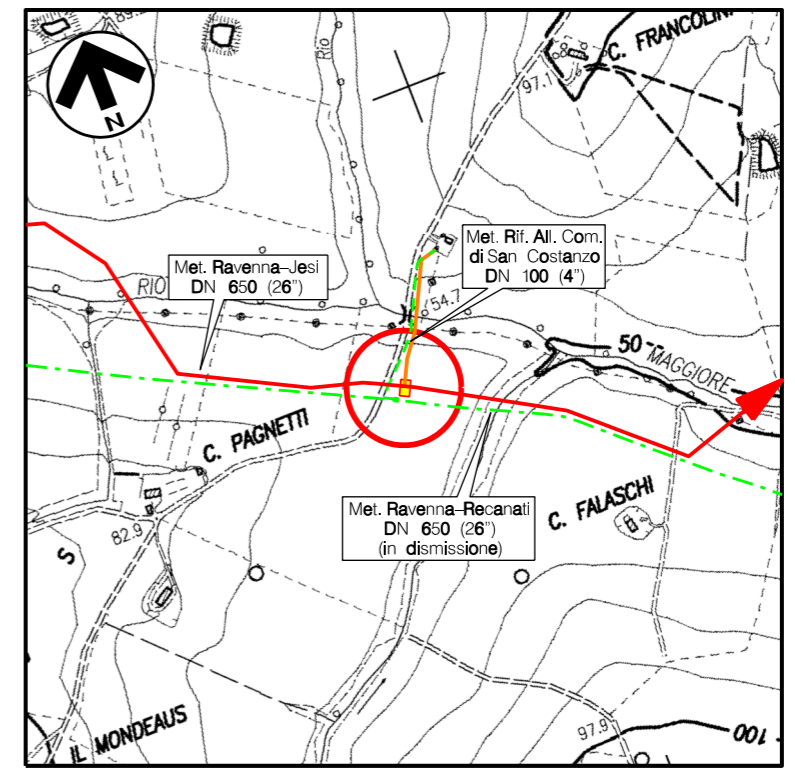 89.2
Rio
C. FRANCOLINI
97.1
N
Met. Rif. All. Com.
di San Costanzo
DN 100 (4")
Met. Ravenna-Jesi
DN 650 (26")
RIO
54.7
50
MAGGIORE
C. PAGNETTI
Met. Ravenna-Recanati
DN 650 (26")
(in dismissione)
C. FALASCHI
82.9
S
IL MONDEAUS
97.9
100